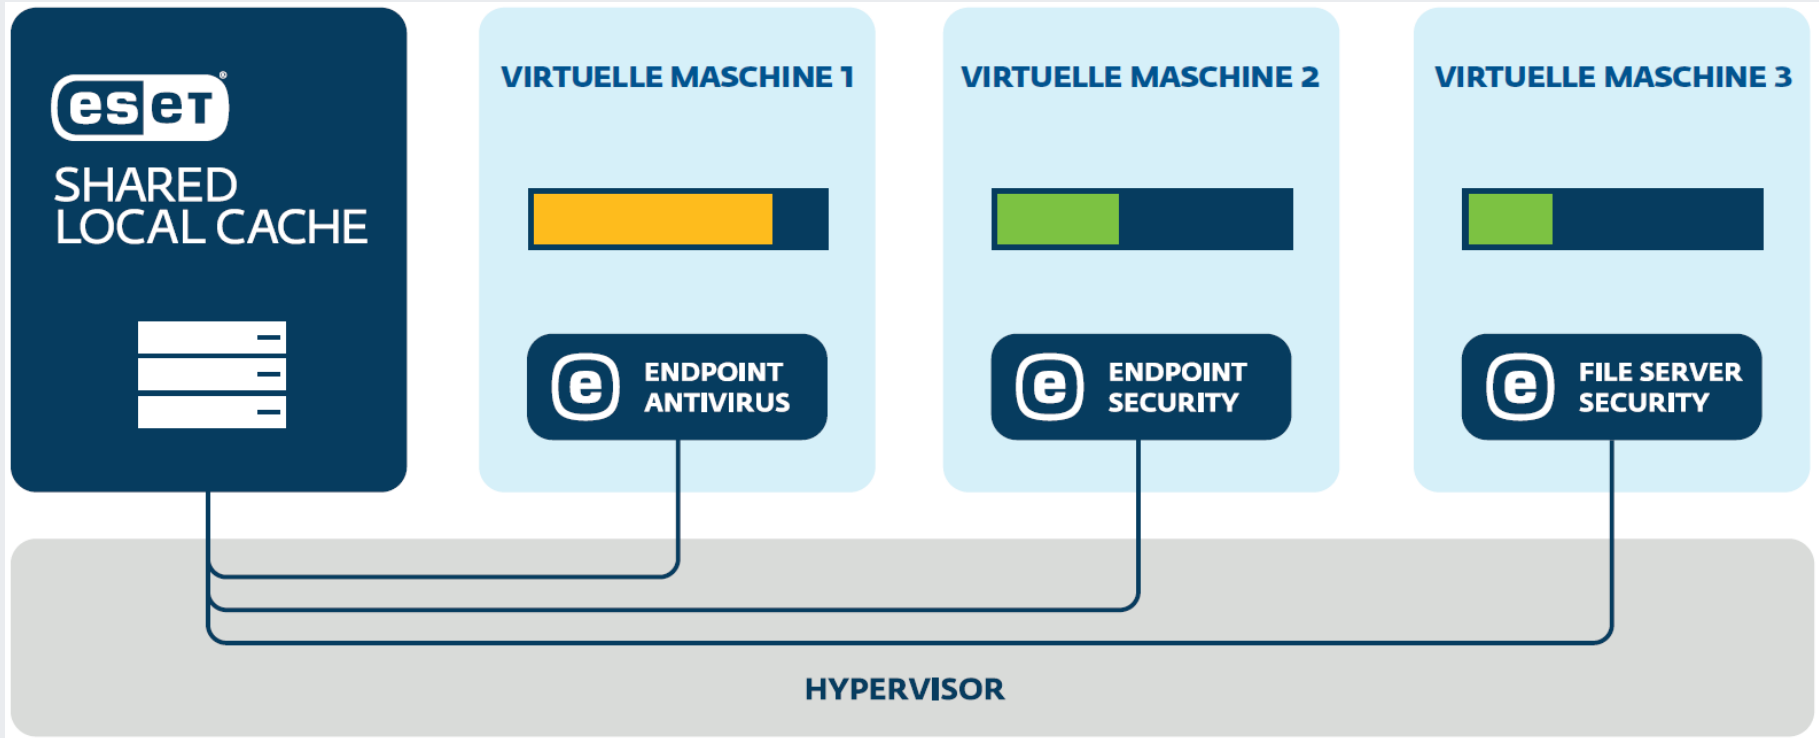 eseT®
SHARED
LOCAL CACHE
VIRTUELLE MASCHINE 1
ENDPOINT
ANTIVIRUS
VIRTUELLE MASCHINE 2
ENDPOINT
SECURITY
VIRTUELLE MASCHINE 3
FILE SERVER
SECURITY
HYPERVISOR